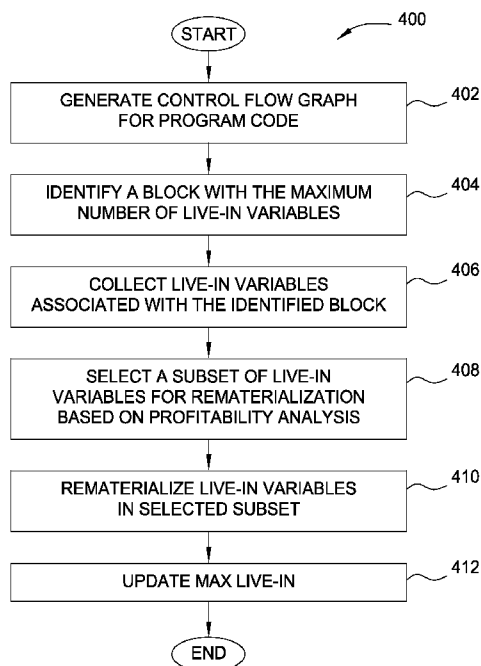 START
400
GENERATE CONTROL FLOW GRAPH
FOR PROGRAM CODE
402
IDENTIFY A BLOCK WITH THE MAXIMUM
NUMBER OF LIVE-IN VARIABLES
404
COLLECT LIVE-IN VARIABLES
ASSOCIATED WITH THE IDENTIFIED BLOCK
406
SELECT A SUBSET OF LIVE-IN
VARIABLES FOR REMATERIALIZATION
BASED ON PROFITABILITY ANALYSIS
408
REMATERIALIZE LIVE-IN VARIABLES
IN SELECTED SUBSET
410
UPDATE MAX LIVE-IN
412
END